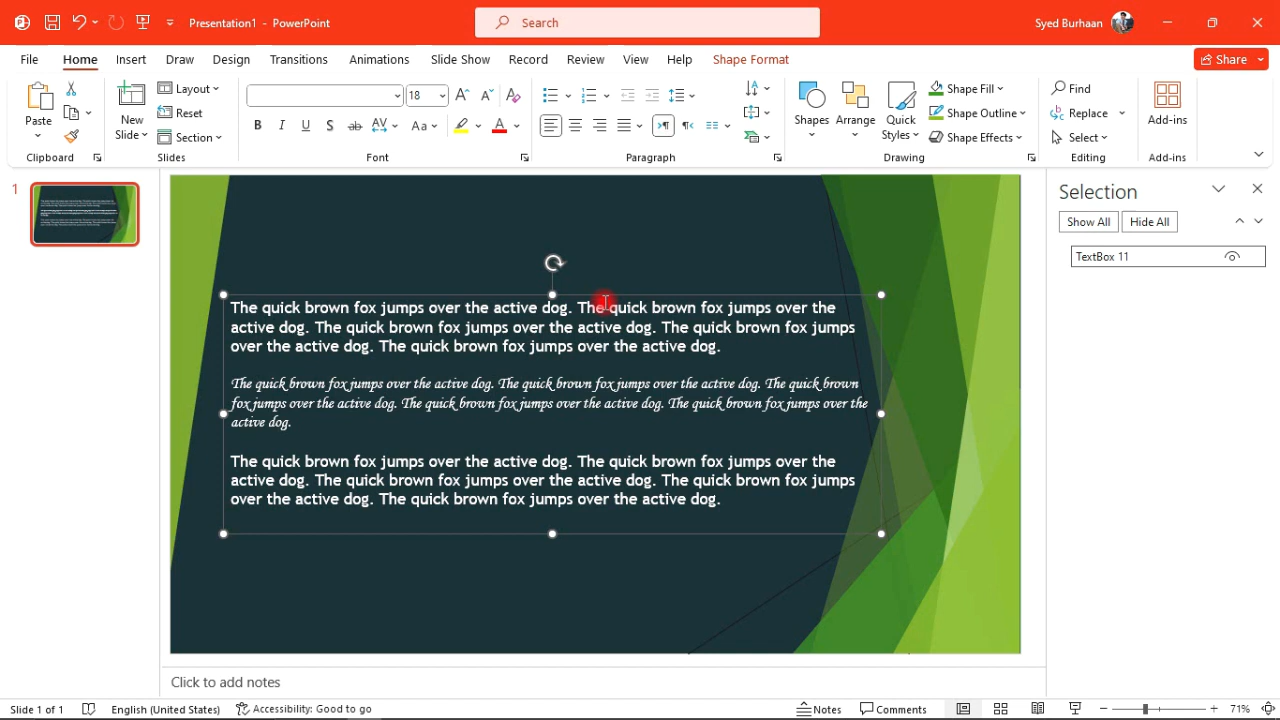 Presentation1 - PowerPoint
Search
Syed Burhaan
File Home Insert Draw Design Transitions Animations Slide Show Record Review View Help Shape Format
Share
Paste
Clipboard
New Slide
Layout
Reset
Section
Slides
18
B I U S ab AV Aa A
Font
Paragraph
Shapes
Arrange
Quick Styles
Shape Fill
Shape Outline
Shape Effects
Drawing
Find
Replace
Select
Editing
Add-ins
Add-ins
1
The quick brown fox jumps over the active dog. The quick brown fox jumps over the
active dog. The quick brown fox jumps over the active dog. The quick brown fox jumps
over the active dog. The quick brown fox jumps over the active dog.
The quick brown fox jumps over the active dog. The quick brown fox jumps over the active dog. The quick brown
fox jumps over the active dog. The quick brown fox jumps over the active dog. The quick brown fox jumps over the
active dog.
The quick brown fox jumps over the active dog. The quick brown fox jumps over the
active dog. The quick brown fox jumps over the active dog. The quick brown fox jumps
over the active dog. The quick brown fox jumps over the active dog.
Selection
Show All Hide All
TextBox 11
Click to add notes
Slide 1 of 1 English (United States) Accessibility: Good to go Notes Comments 71%